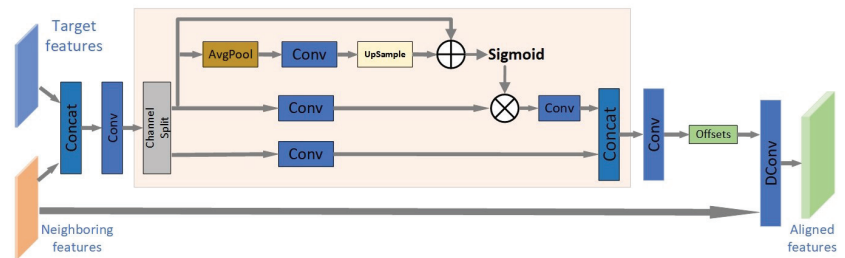 Target
features
AvgPool
Conv
UpSample
Sigmoid
Concat
Conv
Channel
Split
Conv
Conv
Conv
Concat
Conv
Offsets
DConv
Neighboring
features
Aligned
features